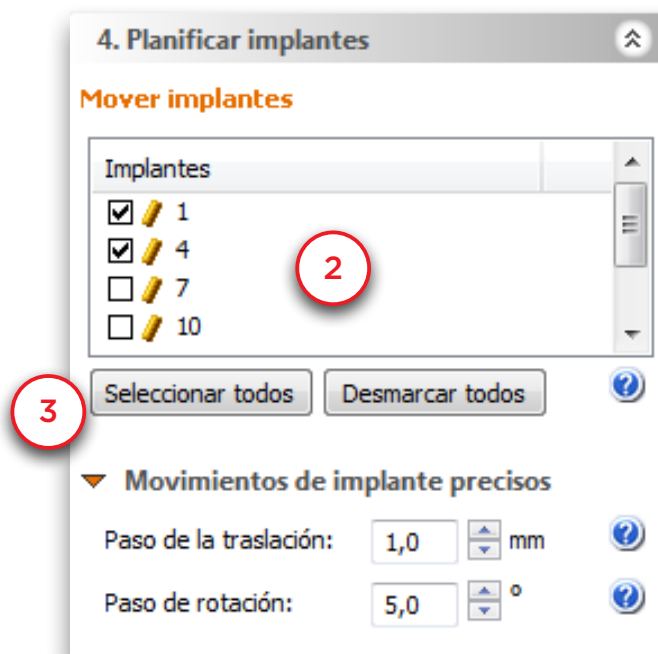 4. Planificar implantes
Mover implantes
Implantes
1
4
7
10
2
3
Seleccionar todos
Desmarcar todos
Movimientos de implante precisos
Paso de la traslación: 1,0 mm
Paso de rotación: 5,0 °